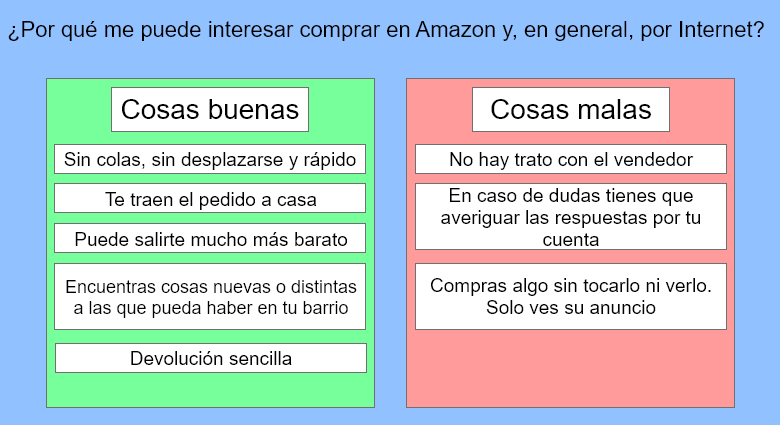 ¿Por qué me puede interesar comprar en Amazon y, en general, por Internet?
Cosas buenas
Sin colas, sin desplazarse y rápido
Te traen el pedido a casa
Puede salirte mucho más barato
Encuentras cosas nuevas o distintas
a las que pueda haber en tu barrio
Devolución sencilla
Cosas malas
No hay trato con el vendedor
En caso de dudas tienes que
averiguar las respuestas por tu
cuenta
Compras algo sin tocarlo ni verlo.
Solo ves su anuncio